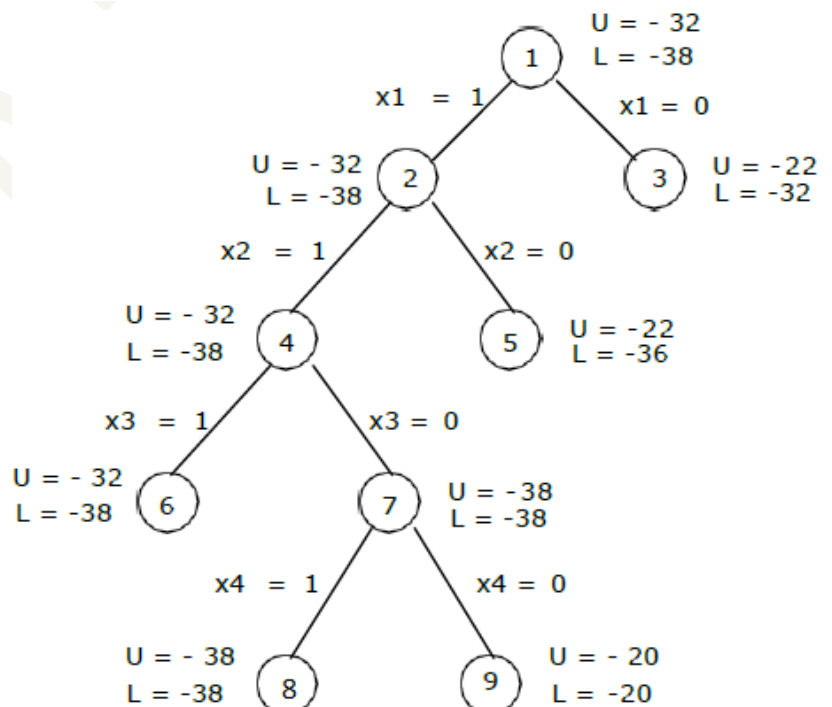 U = - 32
1
L = -38
x1 = 1
x1 = 0
U = - 32
L = -38
2
3
U = -22
L = -32
x2 = 1
x2 = 0
U = - 32
L = -38
4
5
U = -22
L = -36
x3 = 1
x3 = 0
U = - 32
L = -38
6
7
U = -38
L = -38
x4 = 1
x4 = 0
U = - 38
L = -38
8
9
U = - 20
L = -20